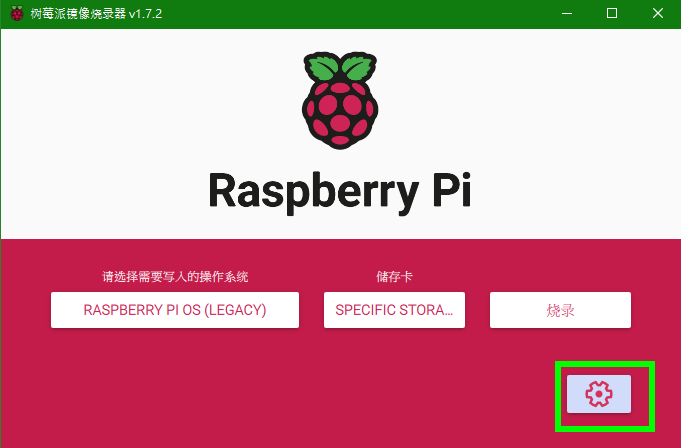 树莓派镜像烧录器 v1.7.2
Raspberry Pi
请选择需要写入的操作系统
储存卡
RASPBERRY PI OS (LEGACY)
SPECIFIC STORA...
烧录